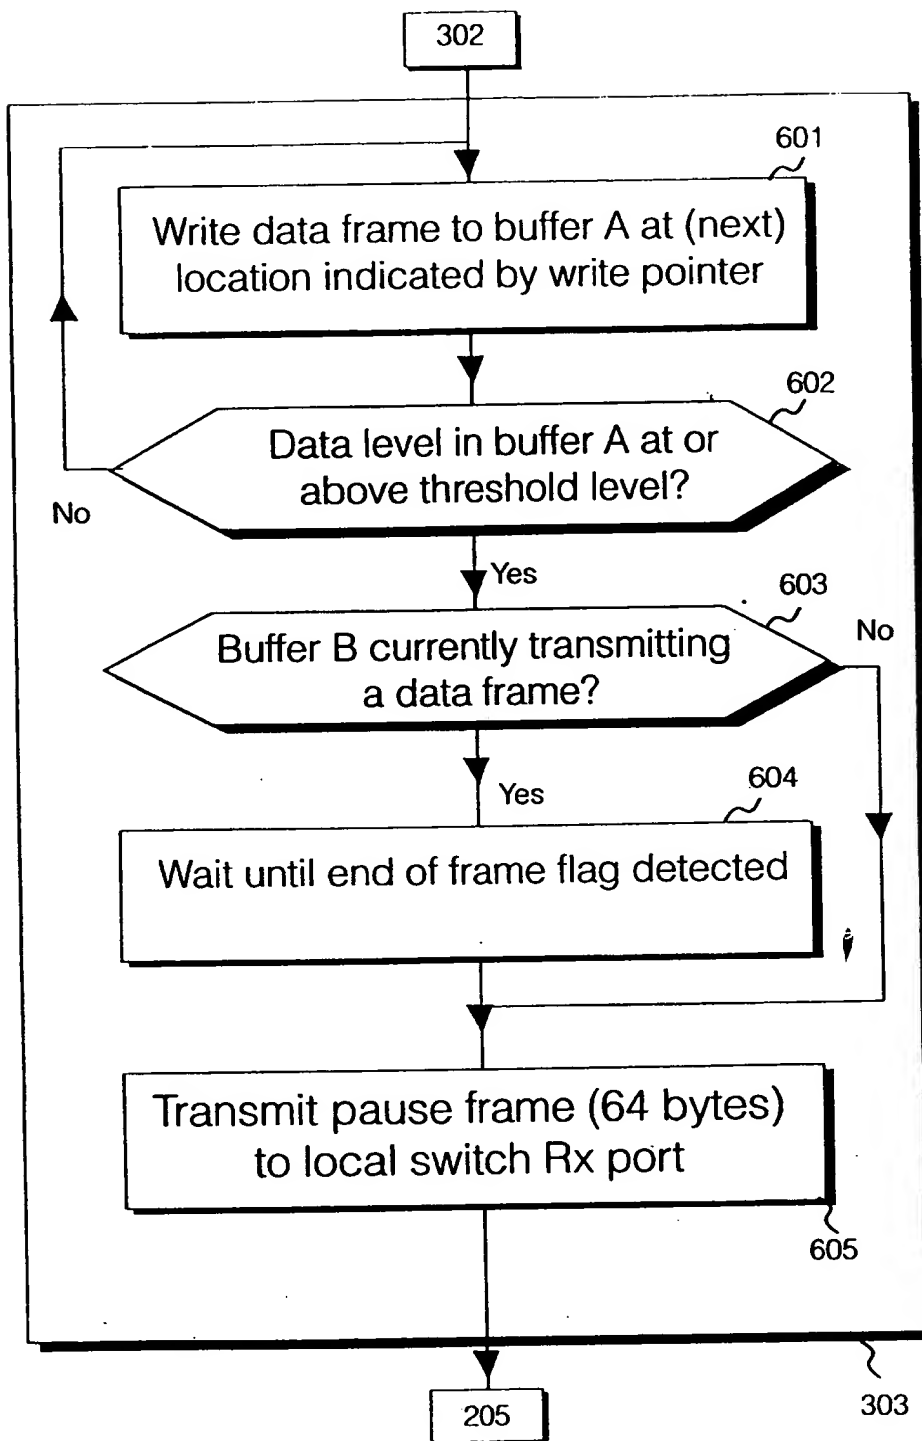 302
601
Write data frame to buffer A at (next)
location indicated by write pointer
602
Data level in buffer A at or
above threshold level?
No
Yes
603
No
Buffer B currently transmitting
a data frame?
Yes
604
Wait until end of frame flag detected
Transmit pause frame (64 bytes)
to local switch Rx port
605
303
205